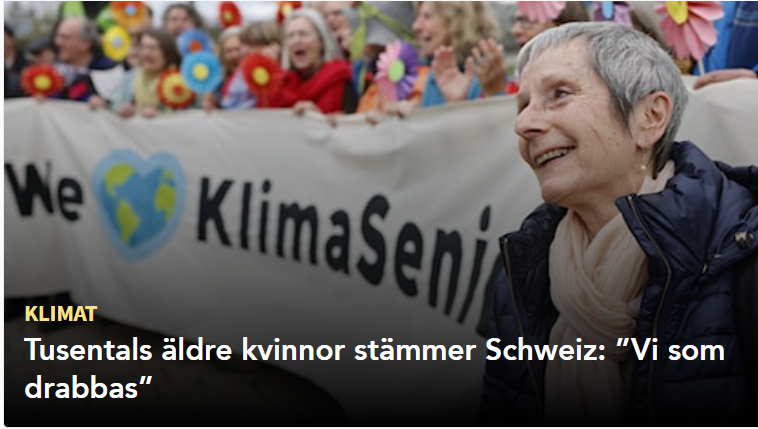 We KlimaSeni
KLIMAT
Tusentals äldre kvinnor stämmer Schweiz: ”Vi som
drabbas”